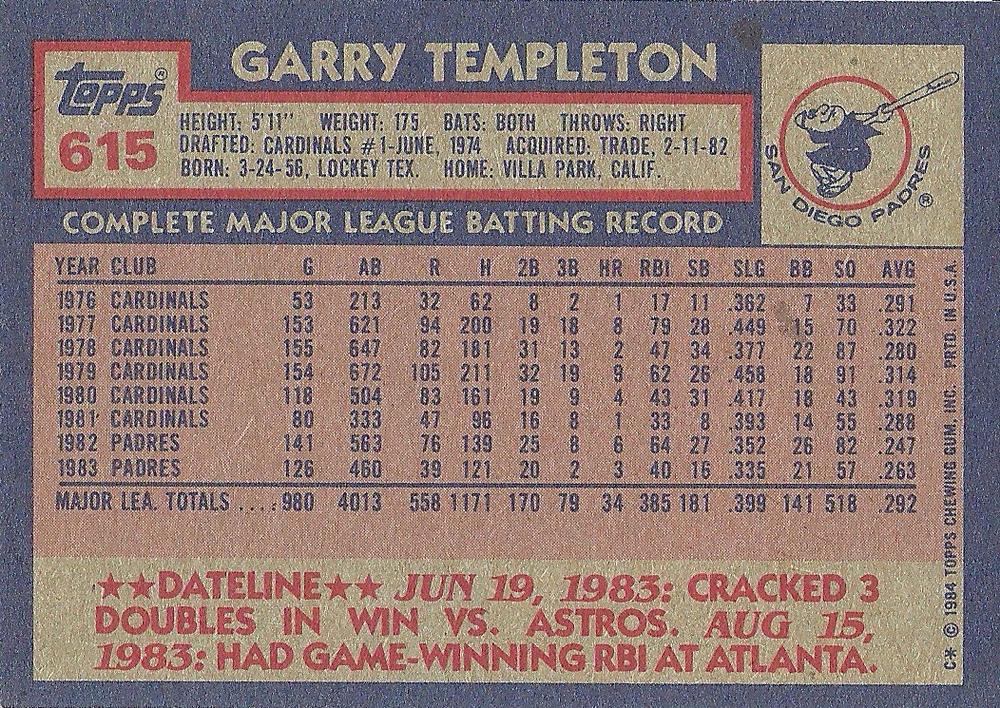 GARRY TEMPLETON
Topps®
615
HEIGHT: 5'11" WEIGHT: 175 BATS: BOTH THROWS: RIGHT
DRAFTED: CARDINALS #1-JUNE, 1974 ACQUIRED. TRADE, 2-11-82
BORN: 3-24-56, LOCKEY TEX. HOME: VILLA PARK, CALIF.
SAN DIEGO PADRES®
COMPLETE MAJOR LEAGUE BATTING RECORD
YEAR CLUB G AB R H 2B 3B HR RBI SB SLG BB SO AVG
1976 CARDINALS 53 213 32 62 8 2 1 17 11 .362 7 33 .291
1977 CARDINALS 153 621 94 200 19 18 8 79 28 .449 15 70 .322
1978 CARDINALS 155 647 82 181 31 13 2 47 34 .377 22 87 .280
1979 CARDINALS 154 672 105 211 32 19 9 62 26 .458 18 91 .314
1980 CARDINALS 118 504 83 161 19 9 4 43 31 .417 18 43 .319
1981 CARDINALS 80 333 47 96 16 8 1 33 8 .393 14 55 .288
1982 PADRES 141 563 76 139 25 8 6 64 27 .352 26 82 .247
1983 PADRES 126 460 39 121 20 2 3 40 16 .335 21 57 .263
MAJOR LEA. TOTALS .... 980 4013 558 1171 170 79 34 385 181 .399 141 518 .292
★★DATELINE★★ JUN 19, 1983: CRACKED 3
DOUBLES IN WIN VS. ASTROS. AUG 15,
1983: HAD GAME-WINNING RBI AT ATLANTA.
C* © 1984 TOPPS CHEWING GUM, INC. PRTD. IN U.S.A.